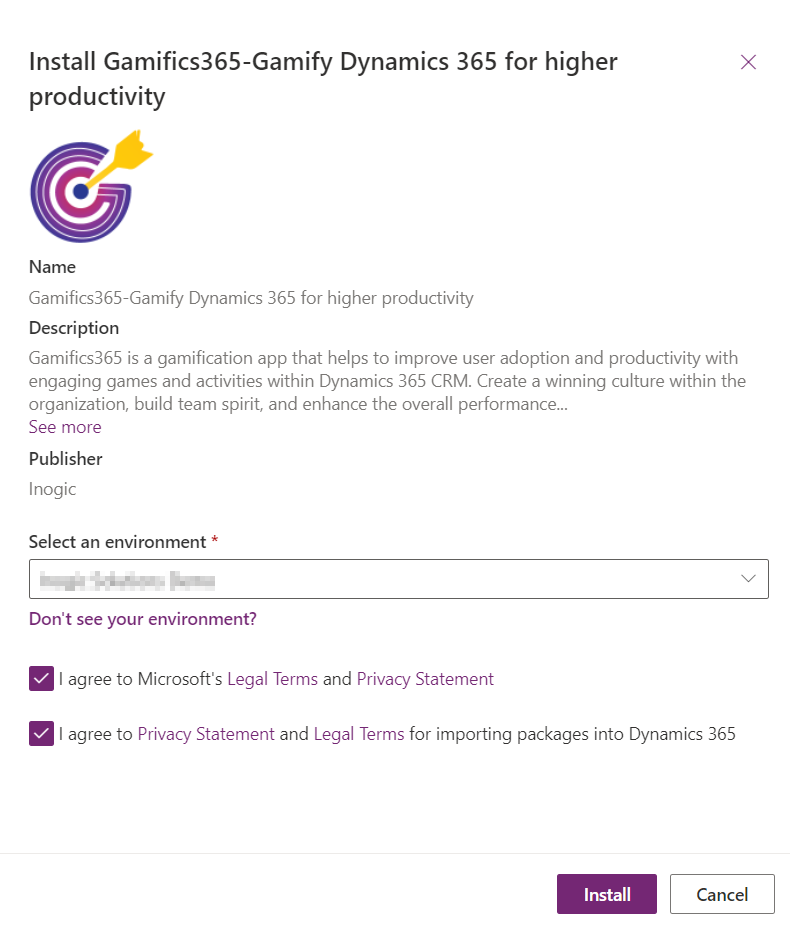 Install Gamifics365-Gamify Dynamics 365 for higher
productivity
Name
Gamifics365-Gamify Dynamics 365 for higher productivity
Description
Gamifics365 is a gamification app that helps to improve user adoption and productivity with
engaging games and activities within Dynamics 365 CRM. Create a winning culture within the
organization, build team spirit, and enhance the overall performance...
See more
Publisher
Inogic
Select an environment *
Don't see your environment?
I agree to Microsoft's Legal Terms and Privacy Statement
I agree to Privacy Statement and Legal Terms for importing packages into Dynamics 365
Install
Cancel